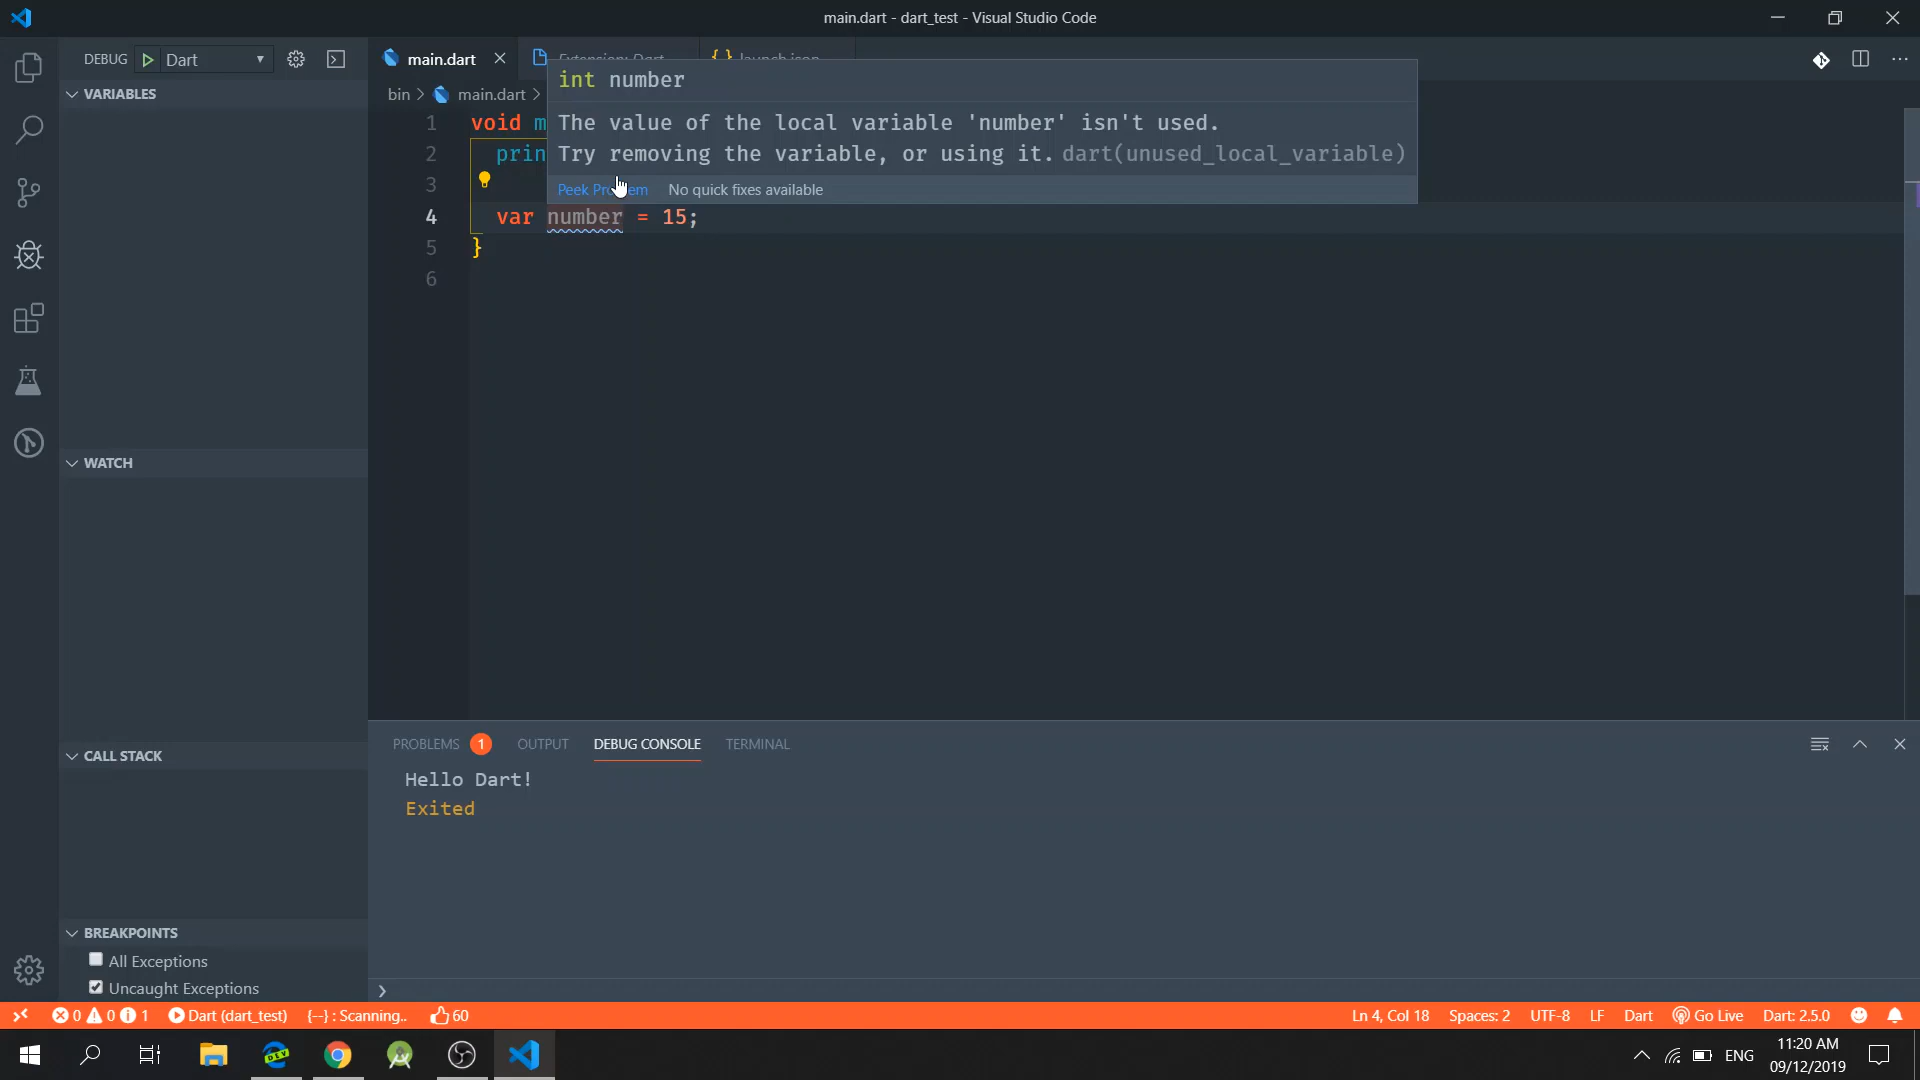 main.dart - dart_test - Visual Studio Code
DEBUG Dart
main.dart
Extension: Dart
launch.json
VARIABLES
bin > main.dart >
int number
The value of the local variable 'number' isn't used.
Try removing the variable, or using it. dart(unused_local_variable)
Peek Problem No quick fixes available
1 void m
2 prin
3
4 var number = 15;
5 }
6
WATCH
CALL STACK
BREAKPOINTS
All Exceptions
Uncaught Exceptions
PROBLEMS 1 OUTPUT DEBUG CONSOLE TERMINAL
Hello Dart!
Exited
0 0 1 Dart (dart_test) {--} : Scanning.. 60 Ln 4, Col 18 Spaces: 2 UTF-8 LF Dart Go Live Dart: 2.5.0
DEV
ENG
11:20 AM
09/12/2019